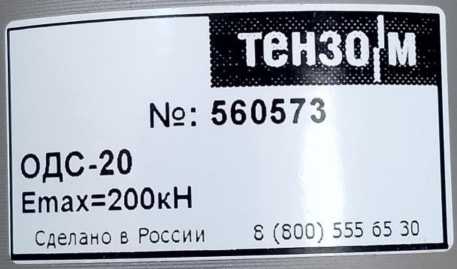 тензо м
№: 560573
ОДС-20
Emax=200кН
Сделано в России 8 (800) 555 65 30